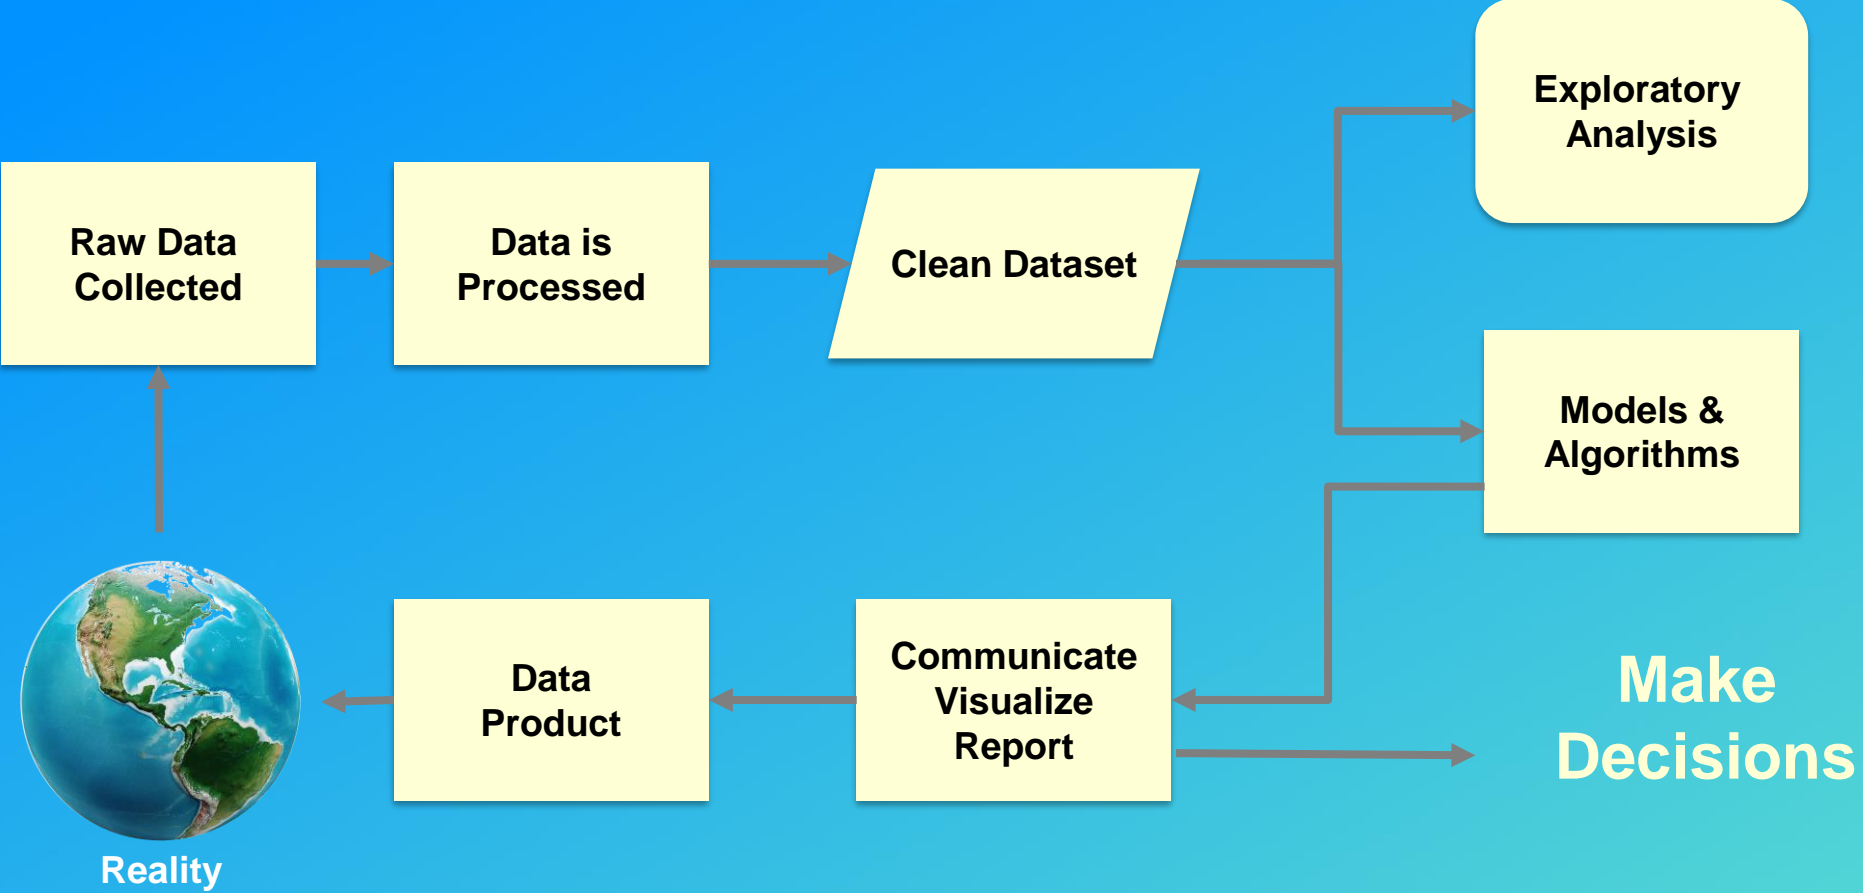 Exploratory
Analysis
Raw Data
Collected
Data is
Processed
Clean Dataset
Models &
Algorithms
Communicate
Visualize
Report
Data
Product
Make
Decisions
Reality